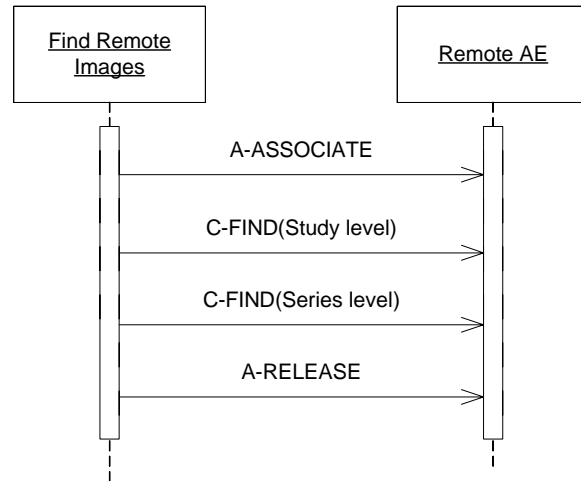 Find Remote
Images
Remote AE
A-ASSOCIATE
C-FIND(Study level)
C-FIND(Series level)
A-RELEASE